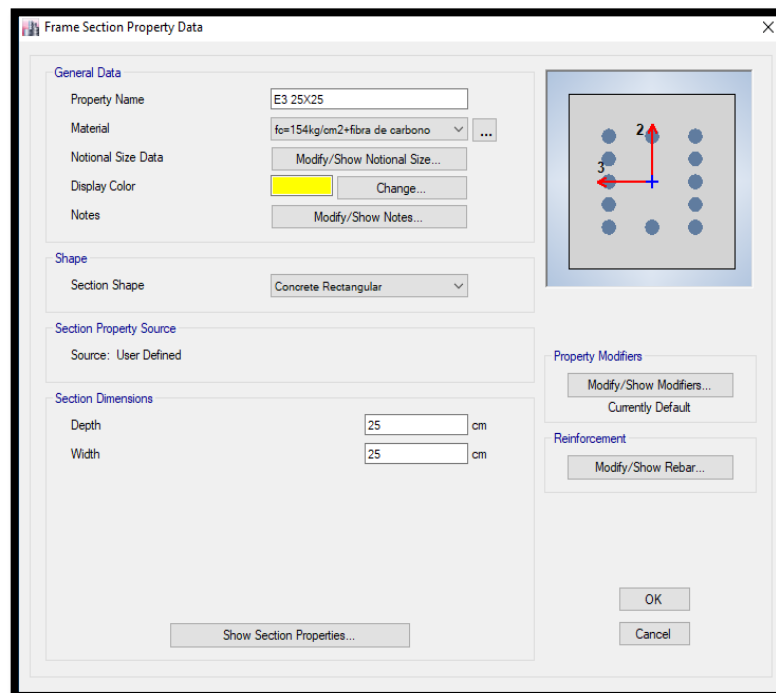 Frame Section Property Data
General Data
Property Name E3 25X25
Material fc=154kg/cm2+fibra de carbono ...
Notional Size Data Modify/Show Notional Size...
Display Color Change...
Notes Modify/Show Notes...
2
3
Shape
Section Shape Concrete Rectangular
Section Property Source
Source: User Defined
Property Modifiers
Modify/Show Modifiers...
Currently Default
Section Dimensions
Depth 25 cm
Width 25 cm
Reinforcement
Modify/Show Rebar...
OK
Show Section Properties...
Cancel